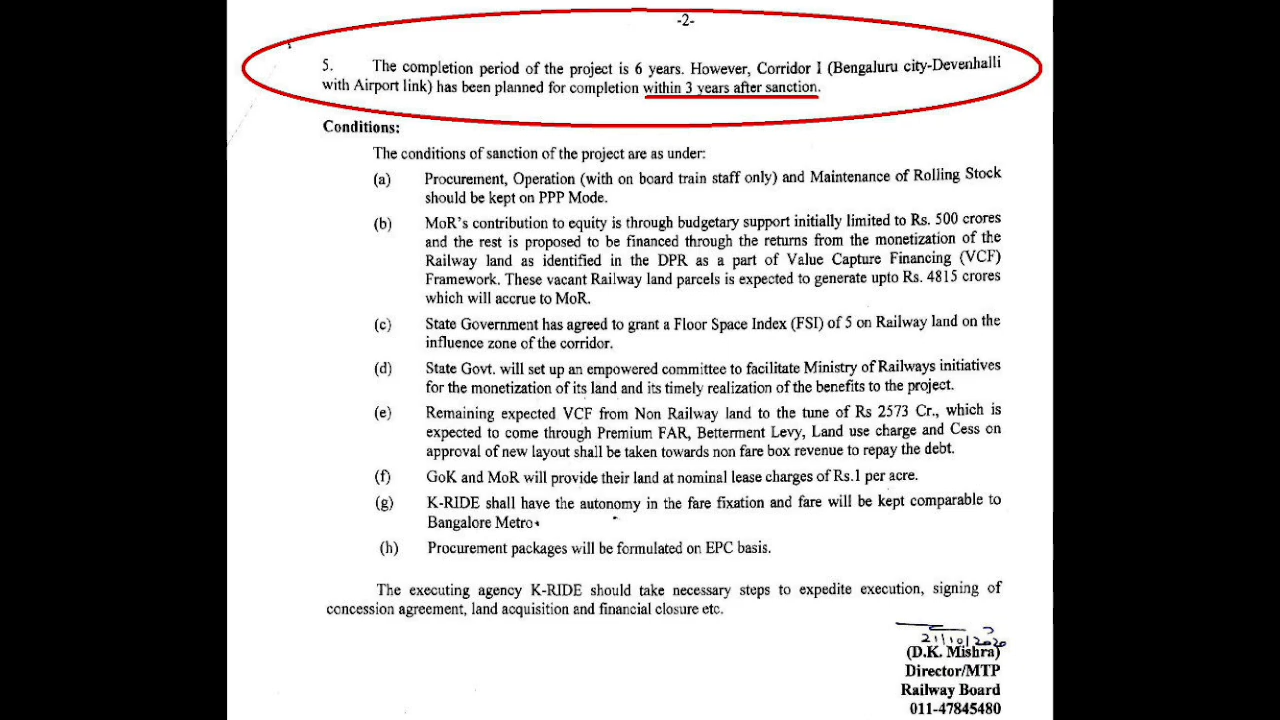 -2-
5. The completion period of the project is 6 years. However, Corridor I (Bengaluru city-Devenhalli
with Airport link) has been planned for completion within 3 years after sanction.
Conditions:
The conditions of sanction of the project are as under:
(a) Procurement, Operation (with on board train staff only) and Maintenance of Rolling Stock
should be kept on PPP Mode.
(b) MoR's contribution to equity is through budgetary support initially limited to Rs. 500 crores
and the rest is proposed to be financed through the returns from the monetization of the
Railway land as identified in the DPR as a part of Value Capture Financing (VCF)
Framework. These vacant Railway land parcels is expected to generate upto Rs. 4815 crores
which will accrue to MoR.
(c) State Government has agreed to grant a Floor Space Index (FSI) of 5 on Railway land on the
influence zone of the corridor.
(d) State Govt. will set up an empowered committee to facilitate Ministry of Railways initiatives
for the monetization of its land and its timely realization of the benefits to the project.
(e) Remaining expected VCF from Non Railway land to the tune of Rs 2573 Cr., which is
expected to come through Premium FAR, Betterment Levy, Land use charge and Cess on
approval of new layout shall be taken towards non fare box revenue to repay the debt.
(f) GoK and MoR will provide their land at nominal lease charges of Rs.1 per acre.
(g) K-RIDE shall have the autonomy in the fare fixation and fare will be kept comparable to
Bangalore Metro.
(h) Procurement packages will be formulated on EPC basis.
The executing agency K-RIDE should take necessary steps to expedite execution, signing of
concession agreement, land acquisition and financial closure etc.
21/10/2020
(D.K. Mishra)
Director/MTP
Railway Board
011-47845480